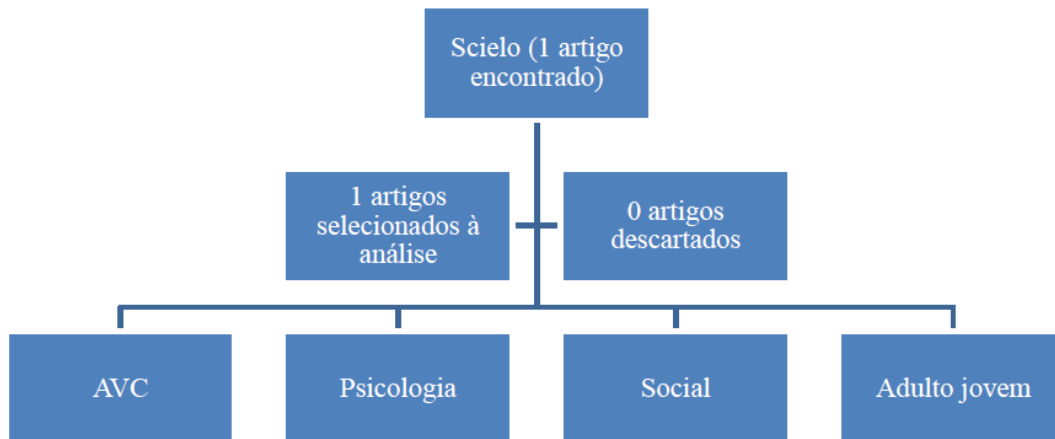 Scielo (1 artigo
encontrado)
1 artigos
selecionados à
análise
0 artigos
descartados
AVC
Psicologia
Social
Adulto jovem